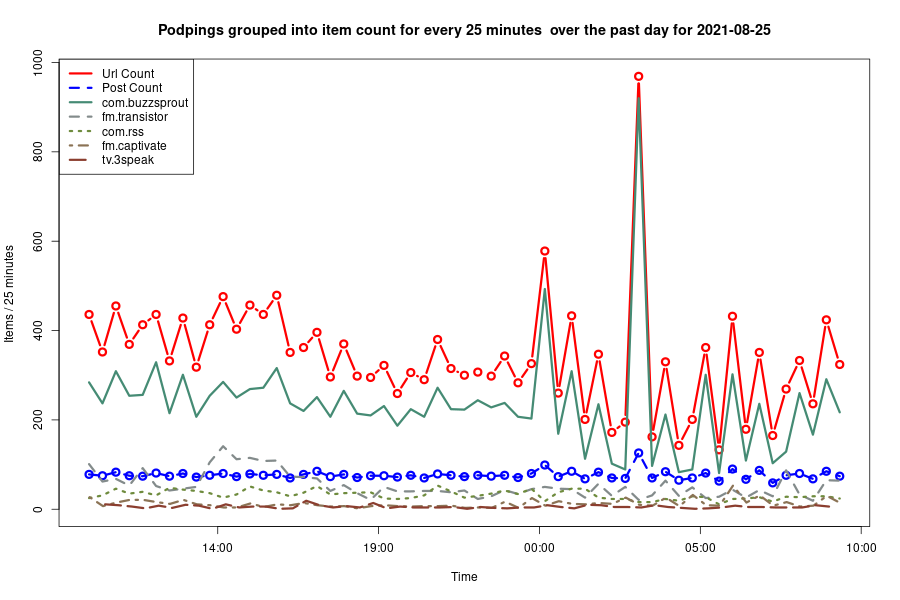 Podpings grouped into item count for every 25 minutes  over the past day for 2021-08-25
Url Count
Post Count
com.buzzsprout
fm.transistor
com.rss
fm.captivate
tv.3speak
Items / 25 minutes
1000
800
600
400
200
0
14:00
19:00
00:00
05:00
10:00
Time